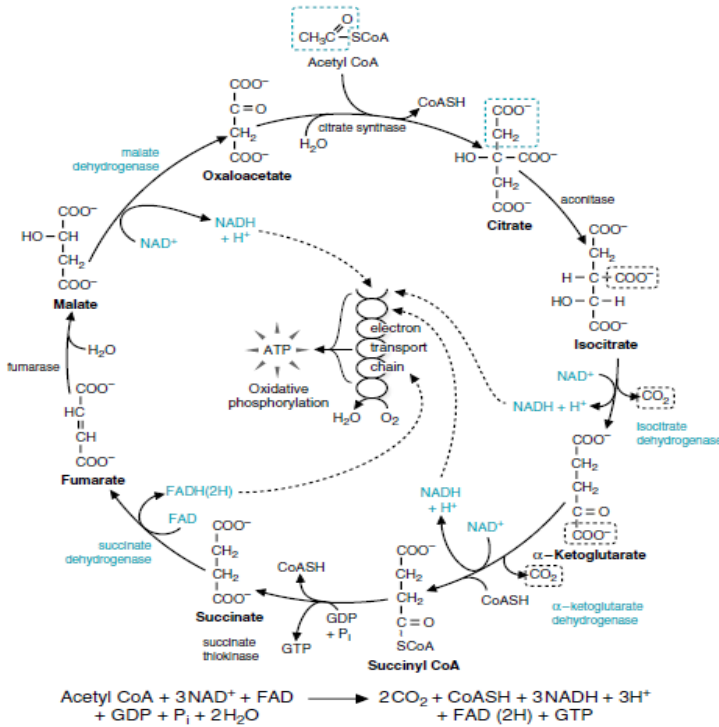 CH₃C–SCoA
O
Acetyl CoA
CoASH
citrate synthase
H₂O
COO⁻
C=O
CH₂
COO⁻
Oxaloacetate
COO⁻
CH₂
HO–C–COO⁻
CH₂
COO⁻
Citrate
aconitase
COO⁻
CH₂
H–C–COO⁻
HO–C–H
COO⁻
Isocitrate
NAD⁺
CO₂
NADH + H⁺
Isocitrate
dehydrogenase
COO⁻
CH₂
CH₂
C=O
COO⁻
α–Ketoglutarate
NAD⁺
NADH
+ H⁺
CO₂
CoASH
α–ketoglutarate
dehydrogenase
COO⁻
CH₂
CH₂
C=O
SCoA
Succinyl CoA
CoASH
GDP
+ Pᵢ
GTP
succinate
thiokinase
COO⁻
CH₂
CH₂
COO⁻
Succinate
FADH(2H)
FAD
succinate
dehydrogenase
COO⁻
HC
CH
COO⁻
Fumarate
fumarase
H₂O
COO⁻
HO–CH
CH₂
COO⁻
Malate
malate
dehydrogenase
NAD⁺
NADH
+ H⁺
electron
transport
chain
ATP
Oxidative
phosphorylation
H₂O
O₂
Acetyl CoA + 3NAD⁺ + FAD ⟶ 2CO₂ + CoASH + 3NADH + 3H⁺
+ GDP + Pᵢ + 2H₂O + FAD (2H) + GTP